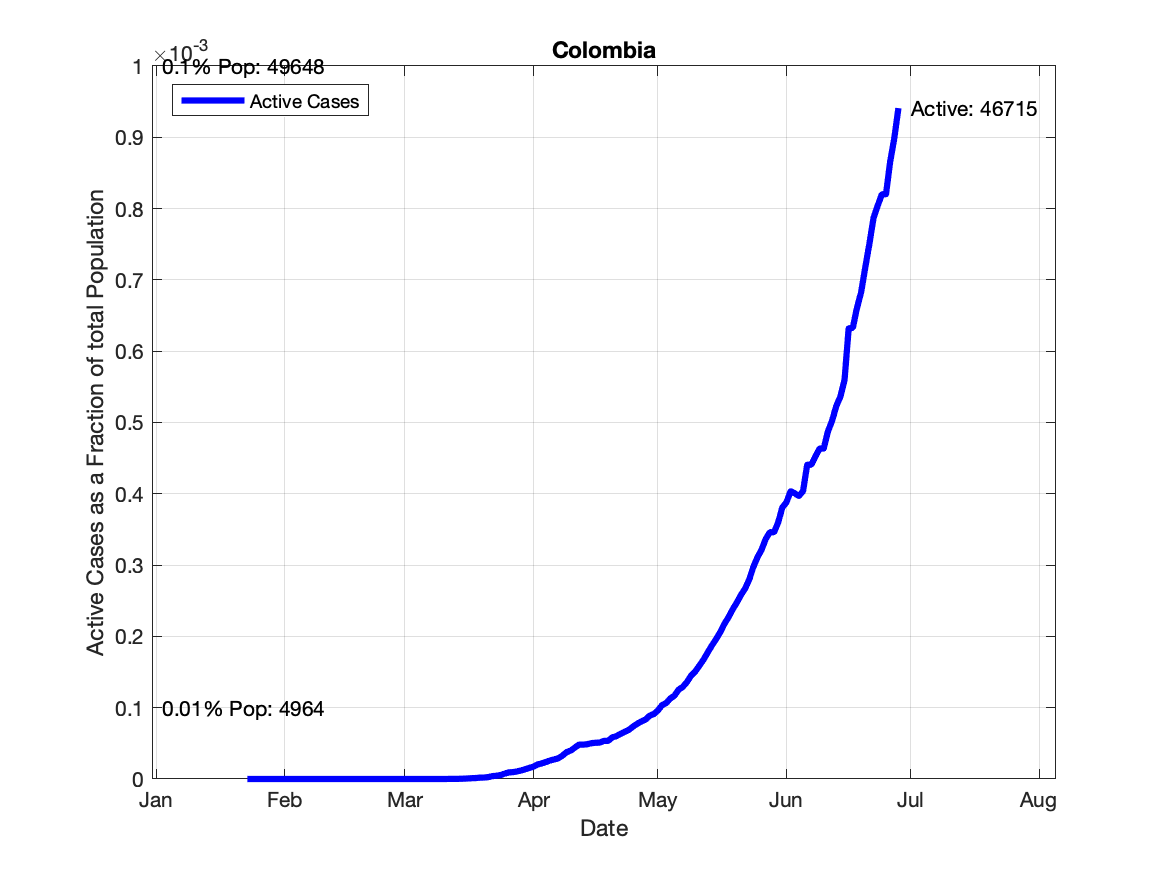 Colombia
×10-3
0.1% Pop: 49648
Active Cases
Active: 46715
0.01% Pop: 4964
1
0.9
0.8
0.7
0.6
0.5
0.4
0.3
0.2
0.1
0
Active Cases as a Fraction of total Population
Jan Feb Mar Apr May Jun Jul Aug
Date